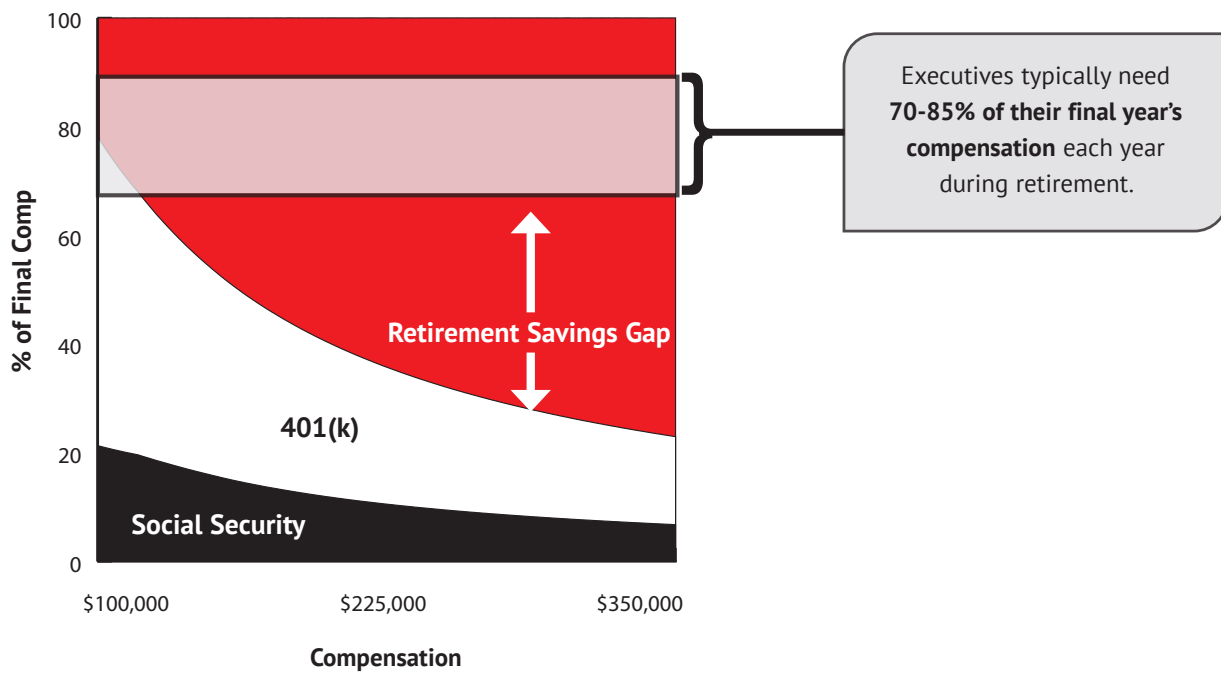 100
80
60
40
20
0
% of Final Comp
Executives typically need
70-85% of their final year's
compensation each year
during retirement.
Retirement Savings Gap
401(k)
Social Security
$100,000
$225,000
$350,000
Compensation